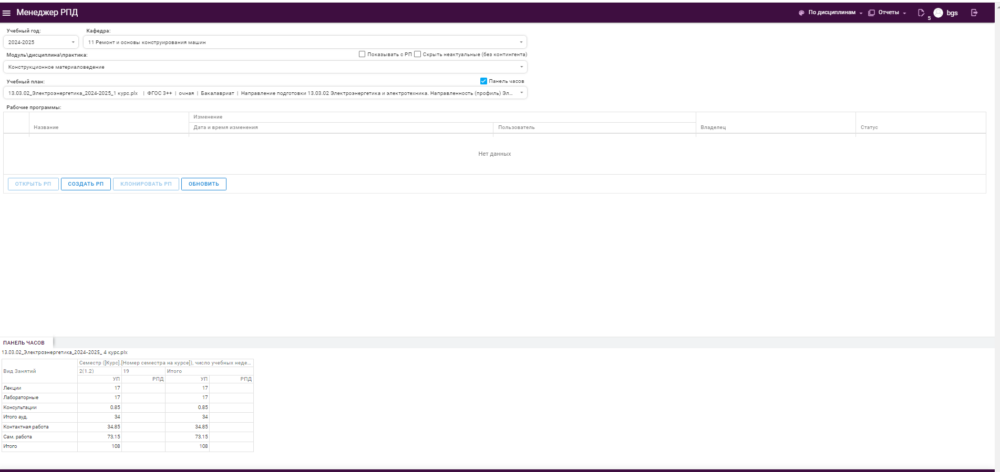 Менеджер РПД
По дисциплинам
Отчеты
5
bgs
Учебный год:
Кафедра:
2024-2025
11 Ремонт и основы конструирования машин
Модуль\дисциплина\практика:
Показывать с РП
Скрыть неактуальные (без контингента)
Конструкционное материаловедение
Учебный план:
Панель часов
13.03.02_Электроэнергетика_2024-2025_1 курс.plx | ФГОС 3++ | очная | Бакалавриат | Направление подготовки 13.03.02 Электроэнергетика и электротехника. Направленность (профиль) Эл...
Рабочие программы:
Изменение
Название
Дата и время изменения
Пользователь
Владелец
Статус
Нет данных
ОТКРЫТЬ РП
СОЗДАТЬ РП
КЛОНИРОВАТЬ РП
ОБНОВИТЬ
ПАНЕЛЬ ЧАСОВ
13.03.02_Электроэнергетика_2024-2025_ 4 курс.plx
Вид Занятий
Семестр ([Курс].[Номер семестра на курсе]), число учебных неде...
2(1.2) 19 Итого
УП РПД УП РПД
Лекции 17 17
Лабораторные 17 17
Консультации 0.85 0.85
Итого ауд. 34 34
Контактная работа 34.85 34.85
Сам. работа 73.15 73.15
Итого 108 108